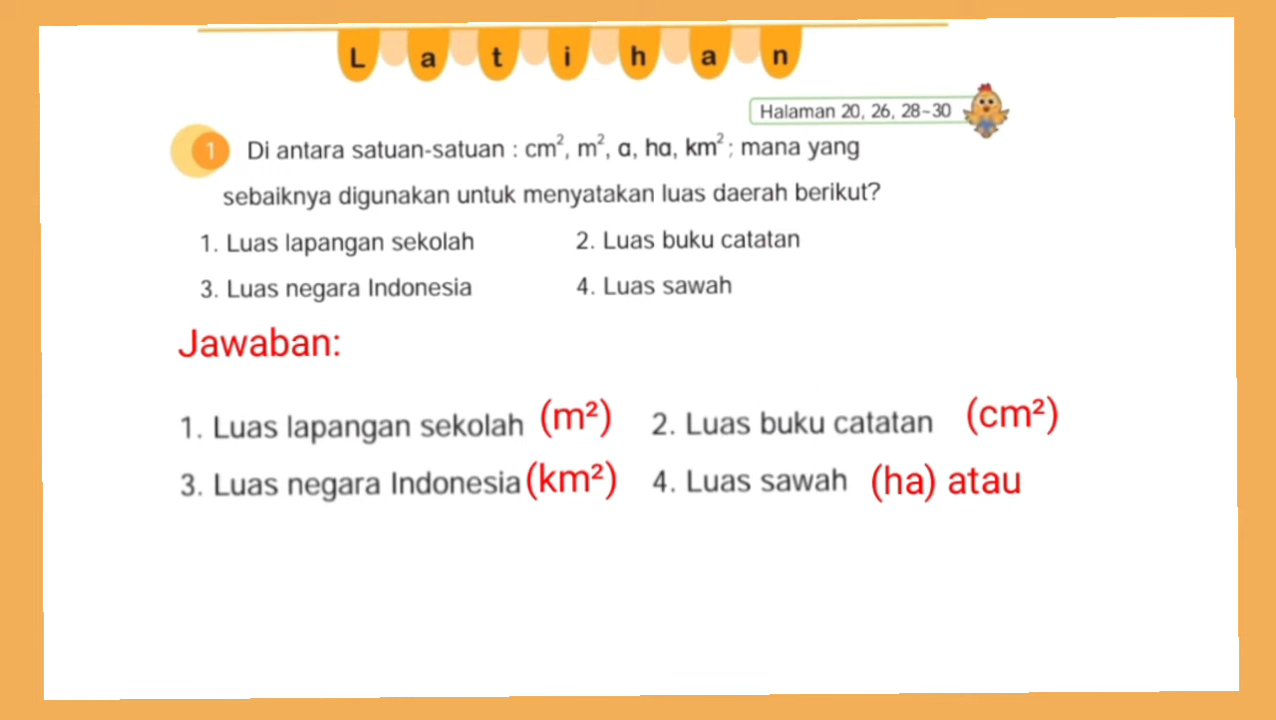 Latihan
Halaman 20, 26, 28-30
1 Di antara satuan-satuan : cm², m², a, ha, km² ; mana yang
sebaiknya digunakan untuk menyatakan luas daerah berikut?
1. Luas lapangan sekolah 2. Luas buku catatan
3. Luas negara Indonesia 4. Luas sawah
Jawaban:
1. Luas lapangan sekolah (m²) 2. Luas buku catatan (cm²)
3. Luas negara Indonesia (km²) 4. Luas sawah (ha) atau